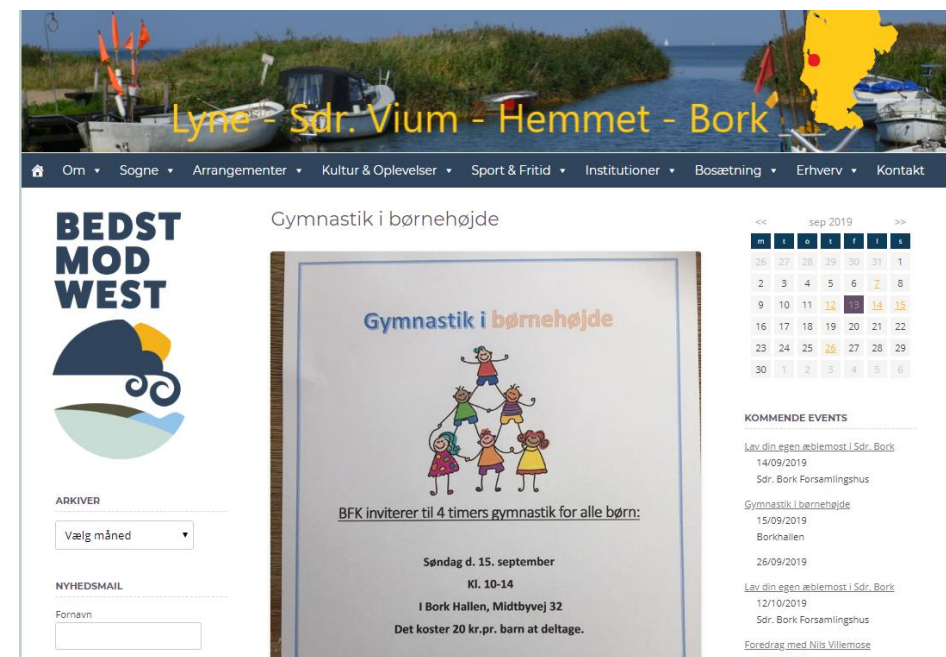 Lyne - Sdr. Vium - Hemmet - Bork
Om Sogne Arrangementer Kultur & Oplevelser Sport & Fritid Institutioner Bosætning Erhverv Kontakt
BEDST
MOD
WEST
ARKIVER
Vælg måned
NYHEDSMAIL
Fornavn
Gymnastik i børnehøjde
Gymnastik i børnehøjde
BFK inviterer til 4 timers gymnastik for alle børn:
Søndag d. 15. september
Kl. 10-14
I Bork Hallen, Midtbyvej 32
Det koster 20 kr.pr. barn at deltage.
<< sep 2019 >>
m t o t f l s
26 27 28 29 30 31 1
2 3 4 5 6 7 8
9 10 11 12 13 14 15
16 17 18 19 20 21 22
23 24 25 26 27 28 29
30 1 2 3 4 5 6
KOMMENDE EVENTS
Lav din egen æblemost i Sdr. Bork
14/09/2019
Sdr. Bork Forsamlingshus
Gymnastik i børnehøjde
15/09/2019
Borkhallen
26/09/2019
Lav din egen æblemost i Sdr. Bork
12/10/2019
Sdr. Bork Forsamlingshus
Foredrag med Nils Villemose